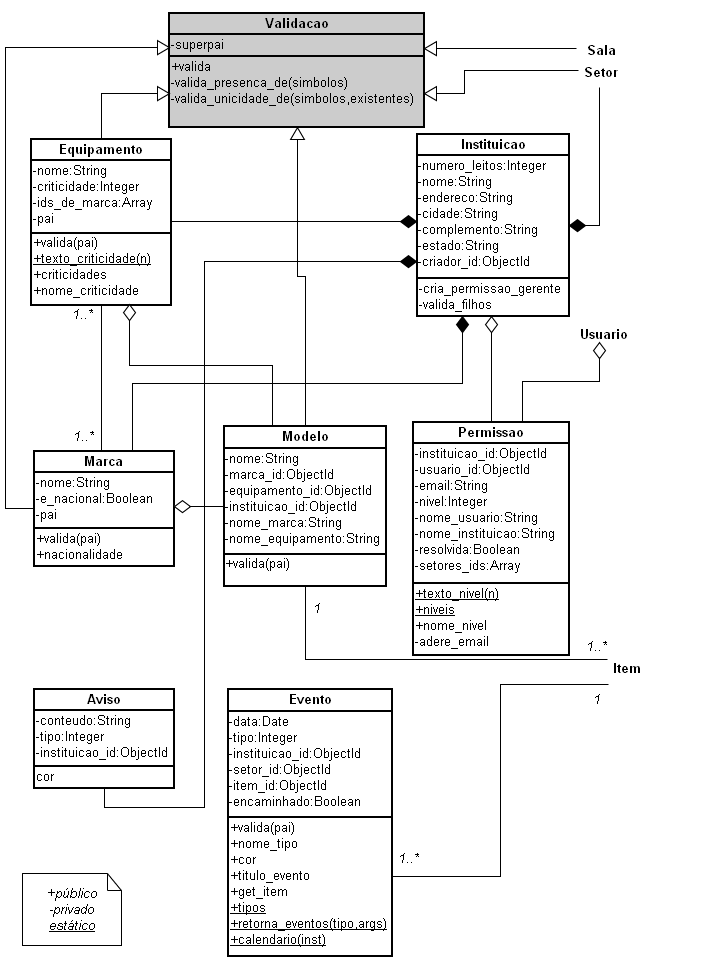 Validacao
-superpai
+valida
-valida_presenca_de(simbolos)
-valida_unicidade_de(simbolos,existentes)
Sala
Setor
Equipamento
-nome:String
-criticidade:Integer
-ids_de_marca:Array
-pai
+valida(pai)
+texto_criticidade(n)
+criticidades
+nome_criticidade
Instituicao
-numero_leitos:Integer
-nome:String
-endereco:String
-cidade:String
-complemento:String
-estado:String
-criador_id:ObjectId
-cria_permissao_gerente
-valida_filhos
1..*
Usuario
1..*
Marca
-nome:String
-e_nacional:Boolean
-pai
+valida(pai)
+nacionalidade
Modelo
-nome:String
-marca_id:ObjectId
-equipamento_id:ObjectId
-instituicao_id:ObjectId
-nome_marca:String
-nome_equipamento:String
+valida(pai)
Permissao
-instituicao_id:ObjectId
-usuario_id:ObjectId
-email:String
-nivel:Integer
-nome_usuario:String
-nome_instituicao:String
-resolvida:Boolean
-setores_ids:Array
+texto_nivel(n)
+niveis
+nome_nivel
-adere_email
1
1..*
Item
1
Aviso
-conteudo:String
-tipo:Integer
-instituicao_id:ObjectId
cor
Evento
-data:Date
-tipo:Integer
-instituicao_id:ObjectId
-setor_id:ObjectId
-item_id:ObjectId
-encaminhado:Boolean
+valida(pai)
+nome_tipo
+cor
+titulo_evento
+get_item
+tipos
+retorna_eventos(tipo,args)
+calendario(inst)
1..*
+público
-privado
estático